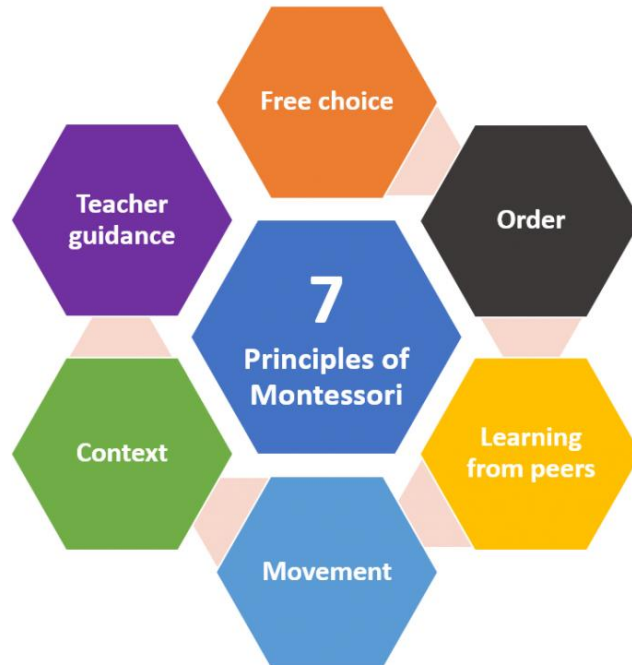 Free choice
Teacher
guidance
Order
7
Principles of
Montessori
Context
Learning
from peers
Movement